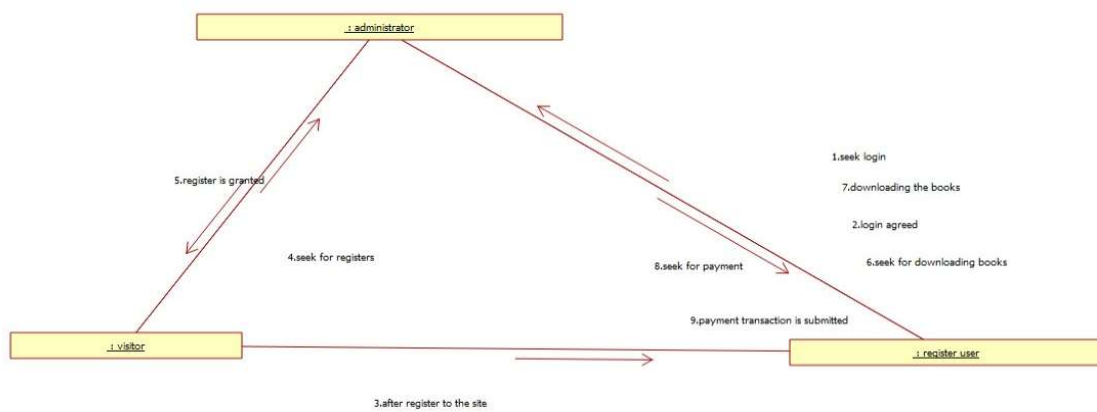 : administrator
1.seek login
5.register is granted
7.downloading the books
2.login agreed
4.seek for registers
8.seek for payment
6.seek for downloading books
9.payment transaction is submitted
: visitor
: register user
3.after register to the site